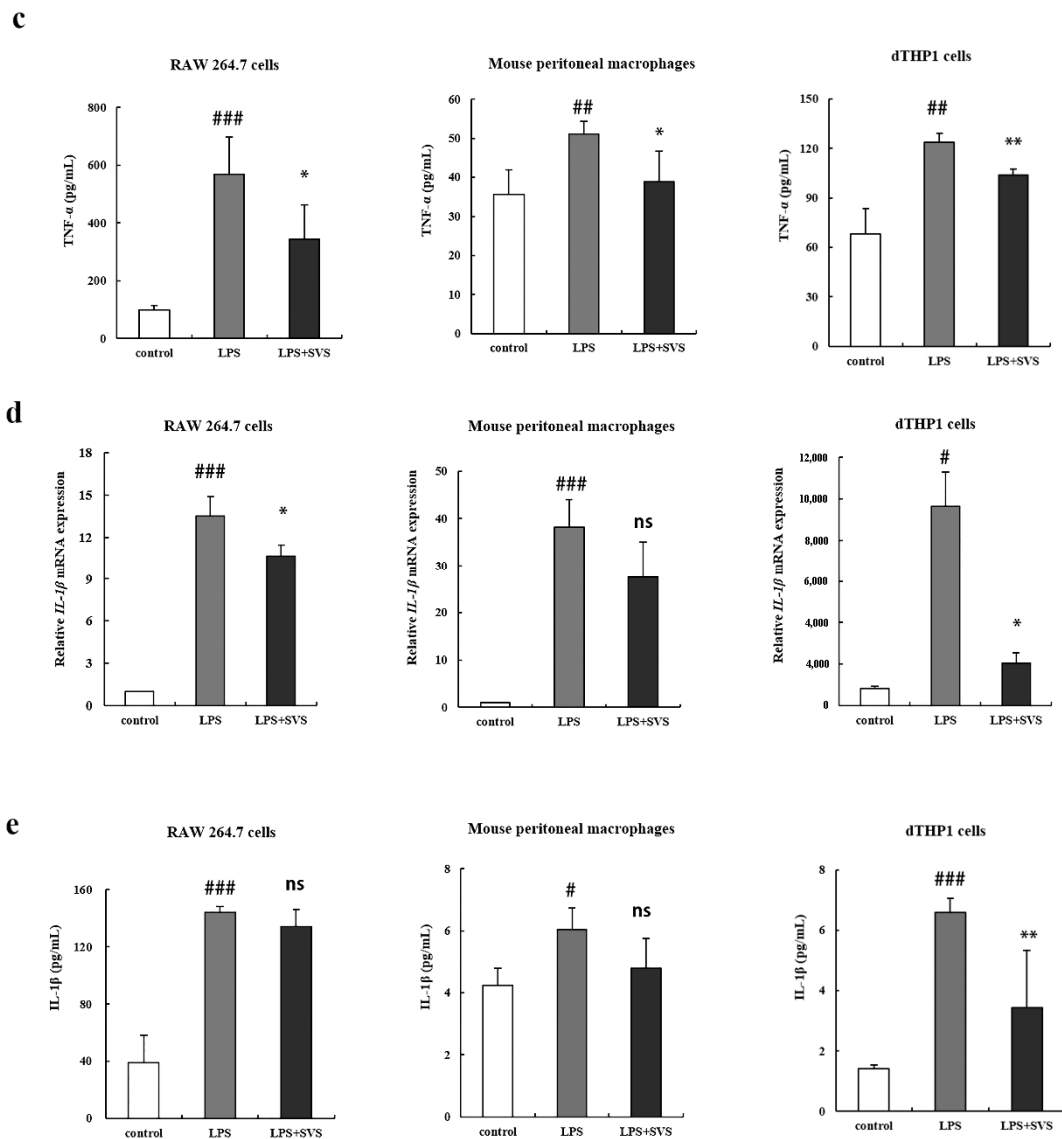 c
RAW 264.7 cells
TNF-α (pg/mL)
800
600
400
200
0
###
*
control LPS LPS+SVS
Mouse peritoneal macrophages
TNF-α (pg/mL)
60
50
40
30
20
10
0
##
*
control LPS LPS+SVS
dTHP1 cells
TNF-α (pg/mL)
150
120
90
60
30
0
##
**
control LPS LPS+SVS
d
RAW 264.7 cells
Relative IL-1β mRNA expression
18
15
12
9
6
3
0
###
*
control LPS LPS+SVS
Mouse peritoneal macrophages
Relative IL-1β mRNA expression
50
40
30
20
10
0
###
ns
control LPS LPS+SVS
dTHP1 cells
Relative IL-1β mRNA expression
12,000
10,000
8,000
4,000
4,000
800
#
*
control LPS LPS+SVS
e
RAW 264.7 cells
IL-1β (pg/mL)
160
130
80
40
0
###
ns
control LPS LPS+SVS
Mouse peritoneal macrophages
IL-1β (pg/mL)
8
6
4
2
0
#
ns
control LPS LPS+SVS
dTHP1 cells
IL-1β (pg/mL)
8
6
4
2
0
###
**
control LPS LPS+SVS